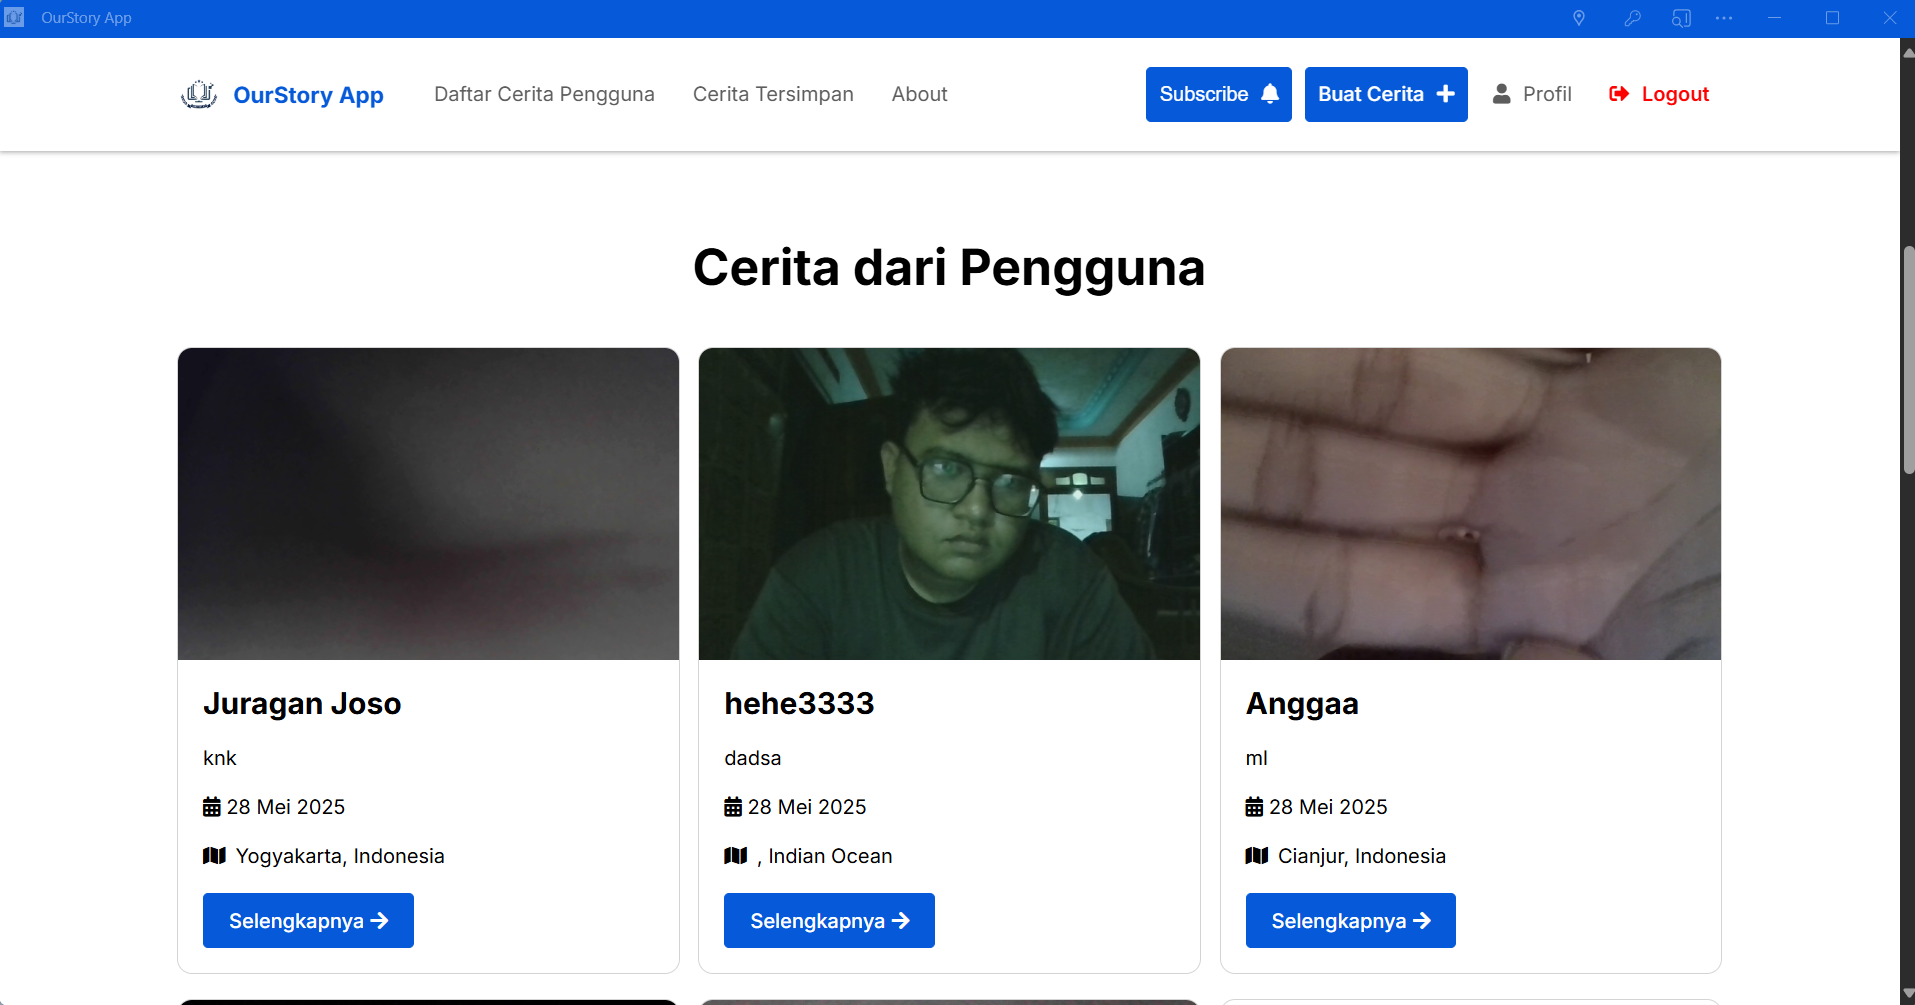 OurStory App
OurStory App
Daftar Cerita Pengguna
Cerita Tersimpan
About
Subscribe
Buat Cerita
Profil
Logout
Cerita dari Pengguna
Juragan Joso
knk
28 Mei 2025
Yogyakarta, Indonesia
Selengkapnya
hehe3333
dadsa
28 Mei 2025
, Indian Ocean
Selengkapnya
Anggaa
ml
28 Mei 2025
Cianjur, Indonesia
Selengkapnya